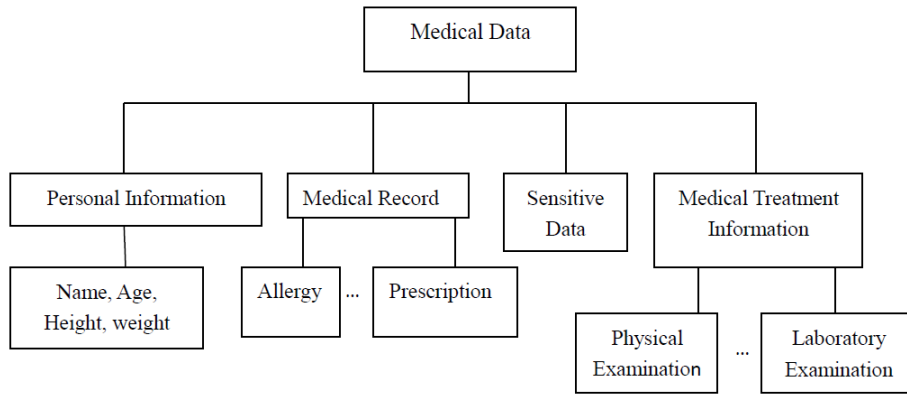 Medical Data
Personal Information
Medical Record
Sensitive
Data
Medical Treatment
Information
Name, Age,
Height, weight
Allergy
...
Prescription
Physical
Examination
...
Laboratory
Examination